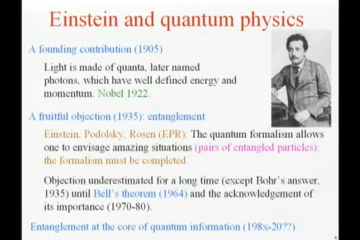 Einstein and quantum physics
A founding contribution (1905)
Light is made of quanta, later named
photons, which have well defined energy and
momentum. Nobel 1922.
A fruitful objection (1935): entanglement
Einstein, Podolsky, Rosen (EPR): The quantum formalism allows
one to envisage amazing situations (pairs of entangled particles):
the formalism must be completed.
Objection underestimated for a long time (except Bohr's answer,
1935) until Bell's theorem (1964) and the acknowledgement of
its importance (1970-80).
Entanglement at the core of quantum information (198x-20??)